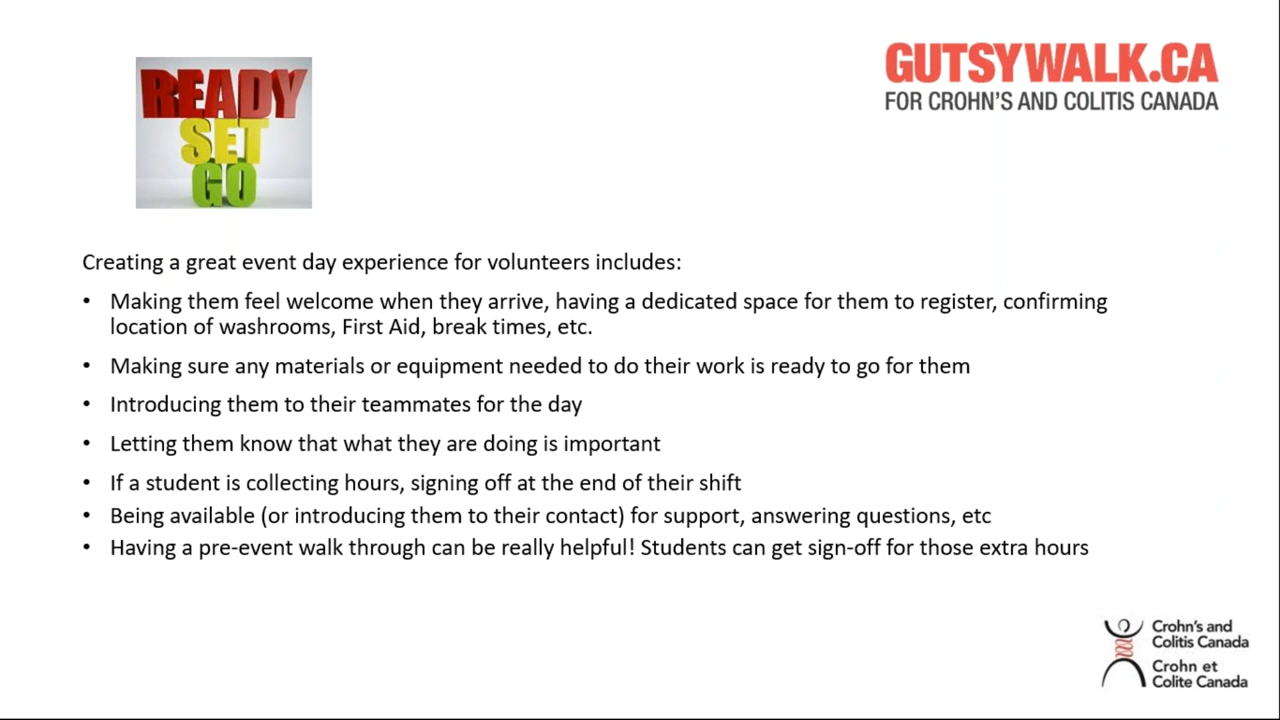 READY
SET
GO
GUTSYWALK.CA
FOR CROHN'S AND COLITIS CANADA
Creating a great event day experience for volunteers includes:
• Making them feel welcome when they arrive, having a dedicated space for them to register, confirming
location of washrooms, First Aid, break times, etc.
• Making sure any materials or equipment needed to do their work is ready to go for them
• Introducing them to their teammates for the day
• Letting them know that what they are doing is important
• If a student is collecting hours, signing off at the end of their shift
• Being available (or introducing them to their contact) for support, answering questions, etc
• Having a pre-event walk through can be really helpful! Students can get sign-off for those extra hours
Crohn's and
Colitis Canada
Crohn et
Colite Canada